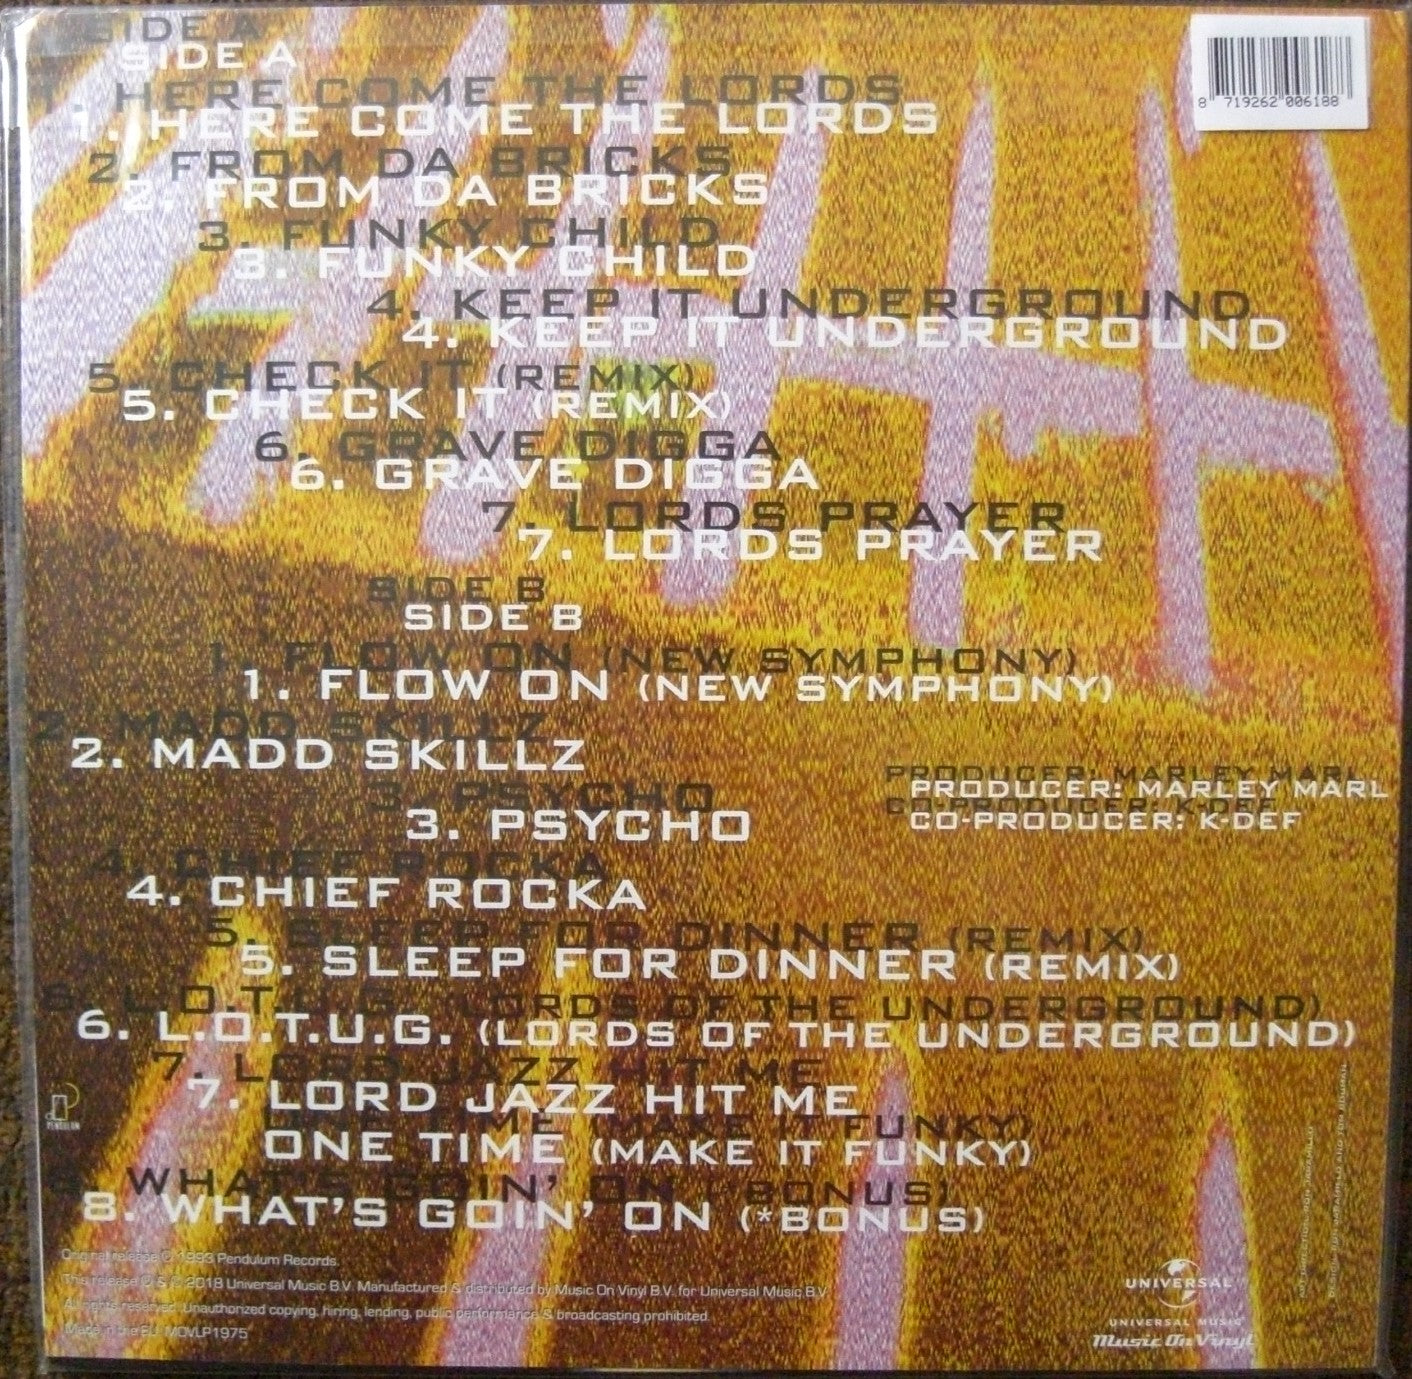 SIDE A
1. HERE COME THE LORDS
2. FROM DA BRICKS
3. FUNKY CHILD
4. KEEP IT UNDERGROUND
5. CHECK IT (REMIX)
6. GRAVE DIGGA
7. LORDS PRAYER
SIDE B
1. FLOW ON (NEW SYMPHONY)
2. MADD SKILLZ
3. PSYCHO
4. CHIEF ROCKA
5. SLEEP FOR DINNER (REMIX)
6. L.O.T.U.G. (LORDS OF THE UNDERGROUND)
7. LORD JAZZ HIT ME
ONE TIME (MAKE IT FUNKY)
8. WHAT'S GOIN' ON (*BONUS)
PRODUCER: MARLEY MARL
CO-PRODUCER: K-DEF
8 719262 006188
PENDULUM
Original release © 1993 Pendulum Records.
This release ℗ & © 2018 Universal Music B.V. Manufactured & distributed by Music On Vinyl B.V. for Universal Music B.V.
All rights reserved. Unauthorized copying, hiring, lending, public performance & broadcasting prohibited.
Made in the EU. MOVLP1975
UNIVERSAL
UNIVERSAL MUSIC
Music On Vinyl